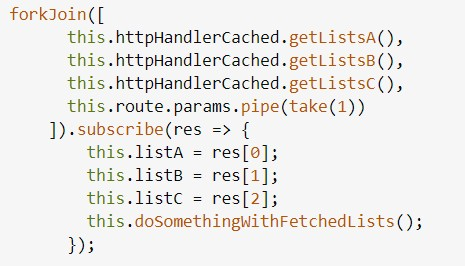 forkJoin([
this.httpHandlerCached.getListsA(),
this.httpHandlerCached.getListsB(),
this.httpHandlerCached.getListsC(),
this.route.params.pipe(take(1))
]).subscribe(res => {
this.listA = res[0];
this.listB = res[1];
this.listC = res[2];
this.doSomethingWithFetchedLists();
});